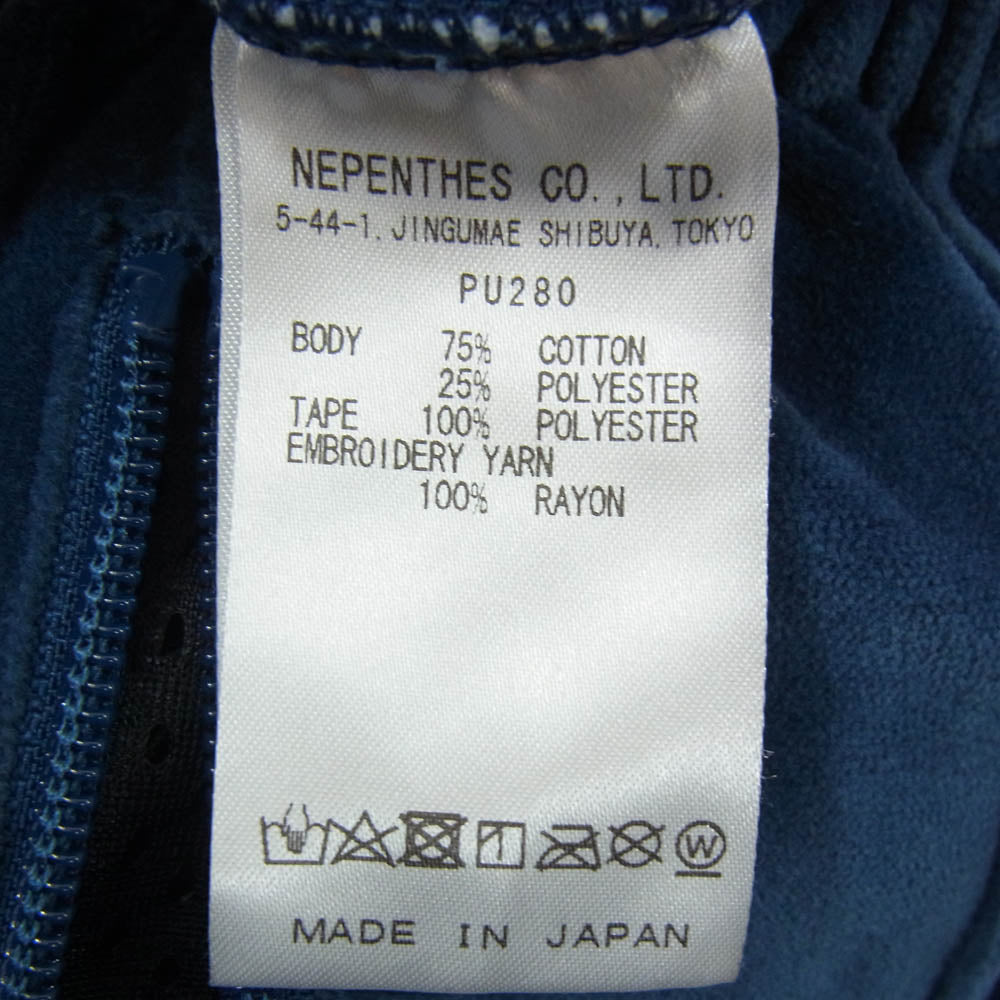 NEPENTHES CO.,LTD.
5-44-1, JINGUMAE SHIBUYA, TOKYO
PU280
BODY 75% COTTON
25% POLYESTER
TAPE 100% POLYESTER
EMBROIDERY YARN
100% RAYON
W
MADE IN JAPAN